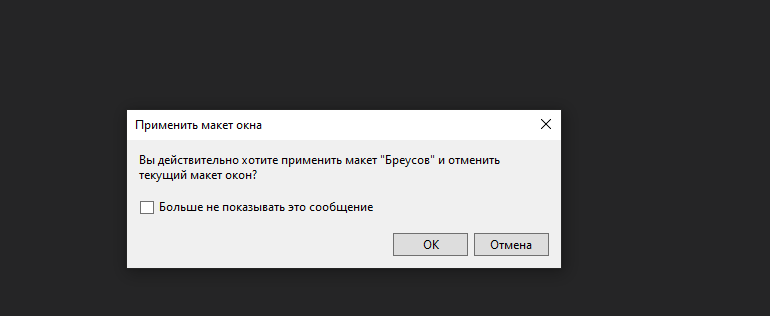 Применить макет окна
Вы действительно хотите применить макет "Бреусов" и отменить
текущий макет окон?
Больше не показывать это сообщение
ОК
Отмена